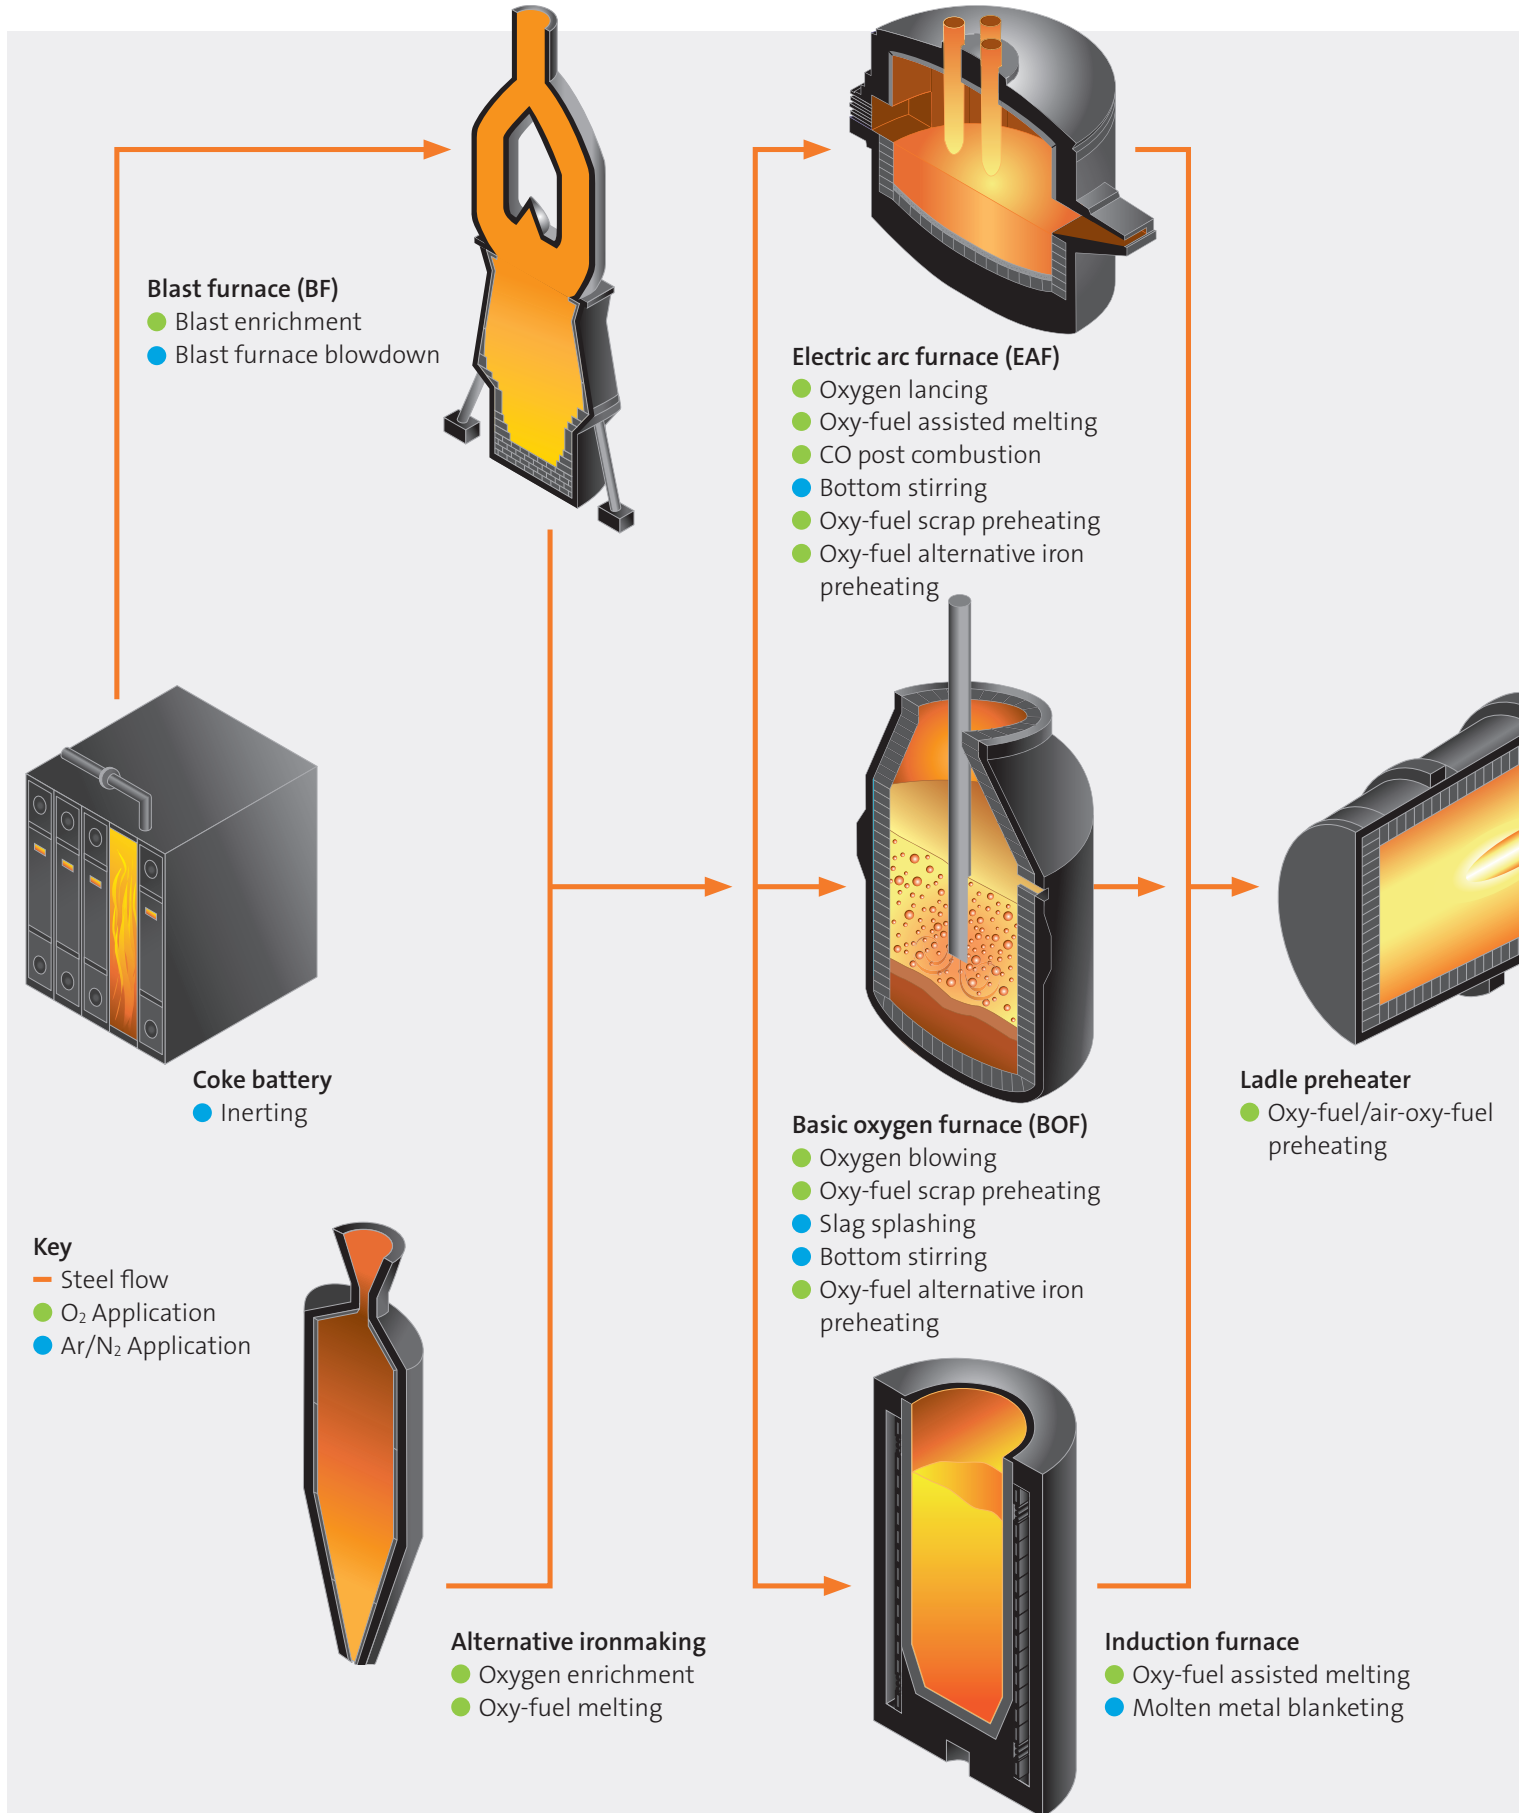 Blast furnace (BF)
Blast enrichment
Blast furnace blowdown
Electric arc furnace (EAF)
Oxygen lancing
Oxy-fuel assisted melting
CO post combustion
Bottom stirring
Oxy-fuel scrap preheating
Oxy-fuel alternative iron
preheating
Coke battery
Inerting
Basic oxygen furnace (BOF)
Oxygen blowing
Oxy-fuel scrap preheating
Slag splashing
Bottom stirring
Oxy-fuel alternative iron
preheating
Ladle preheater
Oxy-fuel/air-oxy-fuel
preheating
Key
Steel flow
O₂ Application
Ar/N₂ Application
Alternative ironmaking
Oxygen enrichment
Oxy-fuel melting
Induction furnace
Oxy-fuel assisted melting
Molten metal blanketing